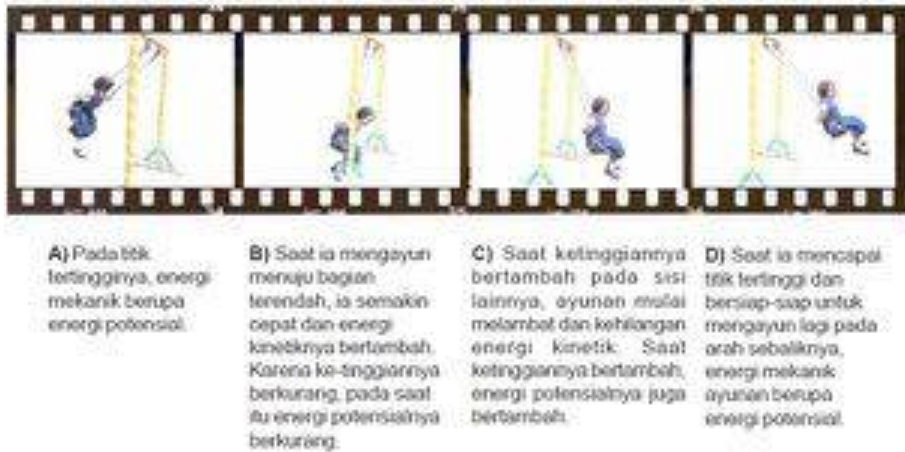 A) Pada titik
tertingginya, energi
mekanik berupa
energi potensial.
B) Saat ia mengayun
menuju bagian
terendah, ia semakin
cepat dan energi
kinetiknya bertambah.
Karena ke-tinggiannya
berkurang, pada saat
itu energi potensialnya
berkurang.
C) Saat ketinggiannya
bertambah pada sisi
lainnya, ayunan mulai
melambat dan kehilangan
energi kinetik. Saat
ketinggiannya bertambah,
energi potensialnya juga
bertambah.
D) Saat ia mencapai
titik tertinggi dan
bersiap-siap untuk
mengayun lagi pada
arah sebaliknya,
energi mekanik
ayunan berupa
energi potensial.